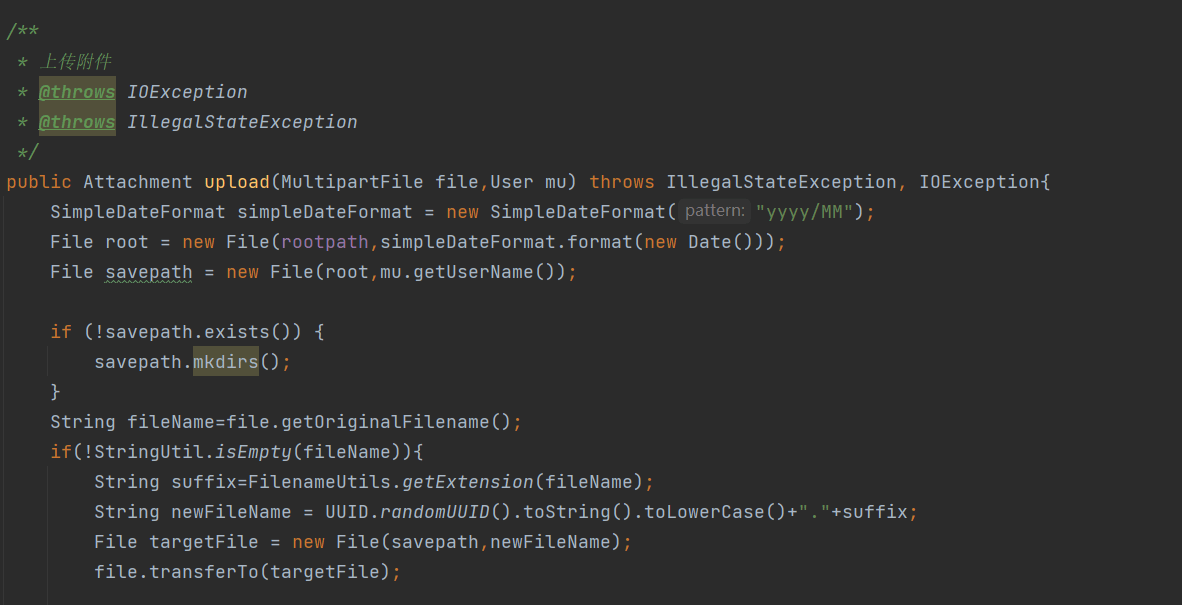 /**
 * 上传附件
 * @throws IOException
 * @throws IllegalStateException
 */
public Attachment upload(MultipartFile file,User mu) throws IllegalStateException, IOException{
    SimpleDateFormat simpleDateFormat = new SimpleDateFormat( pattern: "yyyy/MM");
    File root = new File(rootpath,simpleDateFormat.format(new Date()));
    File savepath = new File(root,mu.getUserName());
    if (!savepath.exists()) {
        savepath.mkdirs();
    }
    String fileName=file.getOriginalFilename();
    if(!StringUtil.isEmpty(fileName)){
        String suffix=FilenameUtils.getExtension(fileName);
        String newFileName = UUID.randomUUID().toString().toLowerCase()+"."+suffix;
        File targetFile = new File(savepath,newFileName);
        file.transferTo(targetFile);